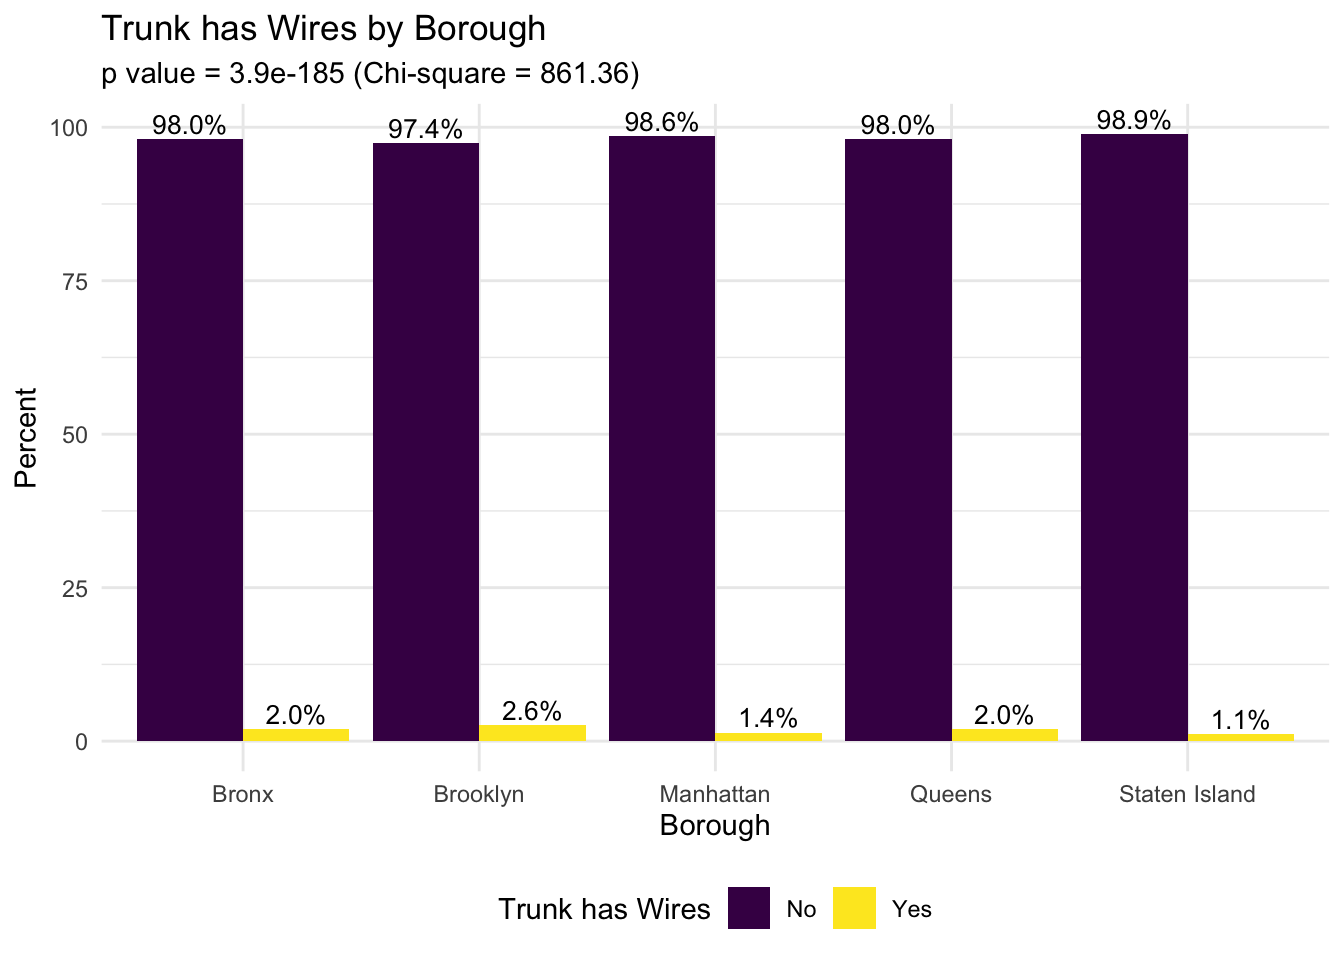 Trunk has Wires by Borough
p value = 3.9e-185 (Chi-square = 861.36)
Percent
100
75
50
25
0
98.0%
97.4%
98.6%
98.0%
98.9%
2.0%
2.6%
1.4%
2.0%
1.1%
Bronx
Brooklyn
Manhattan
Queens
Staten Island
Borough
Trunk has Wires No Yes